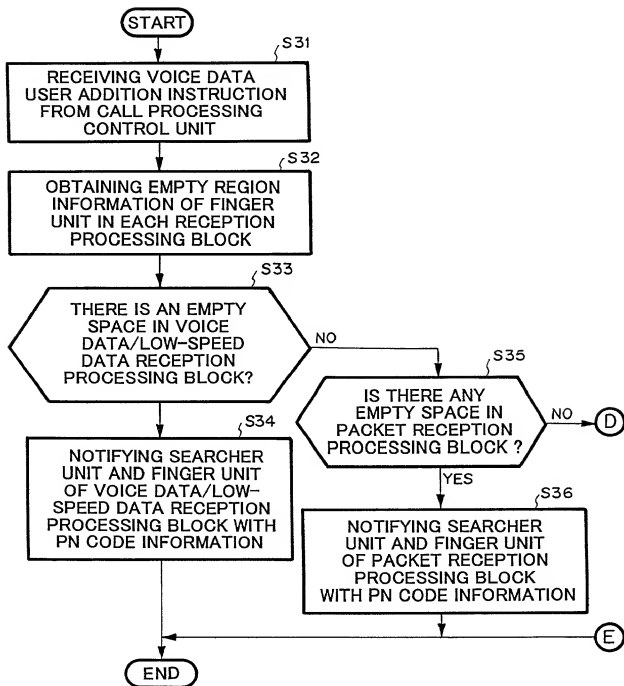 START
S31
RECEIVING VOICE DATA
USER ADDITION INSTRUCTION
FROM CALL PROCESSING
CONTROL UNIT
S32
OBTAINING EMPTY REGION
INFORMATION OF FINGER
UNIT IN EACH RECEPTION
PROCESSING BLOCK
S33
THERE IS AN EMPTY
SPACE IN VOICE
DATA/LOW-SPEED
DATA RECEPTION
PROCESSING BLOCK?
NO
S35
IS THERE ANY
EMPTY SPACE IN
PACKET RECEPTION
PROCESSING BLOCK ?
NO
D
S34
NOTIFYING SEARCHER
UNIT AND FINGER UNIT
OF VOICE DATA/LOW-
SPEED DATA RECEPTION
PROCESSING BLOCK WITH
PN CODE INFORMATION
YES
S36
NOTIFYING SEARCHER
UNIT AND FINGER UNIT
OF PACKET RECEPTION
PROCESSING BLOCK
WITH PN CODE INFORMATION
E
END